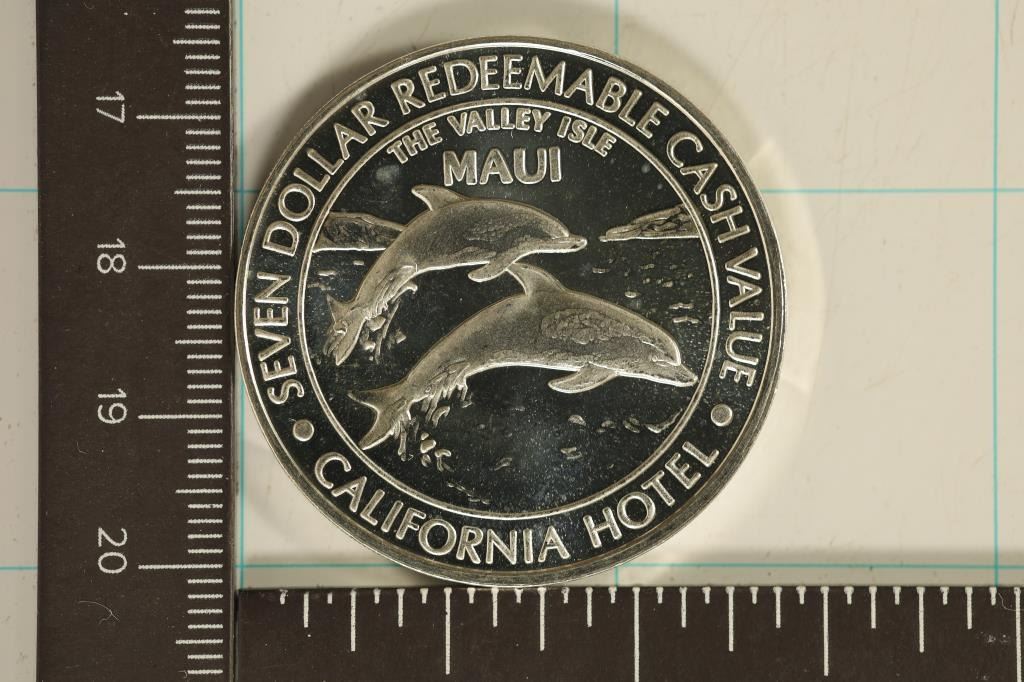 SEVEN DOLLAR REDEEMABLE CASH VALUE
THE VALLEY ISLE
MAUI
CALIFORNIA HOTEL
17
18
19
20